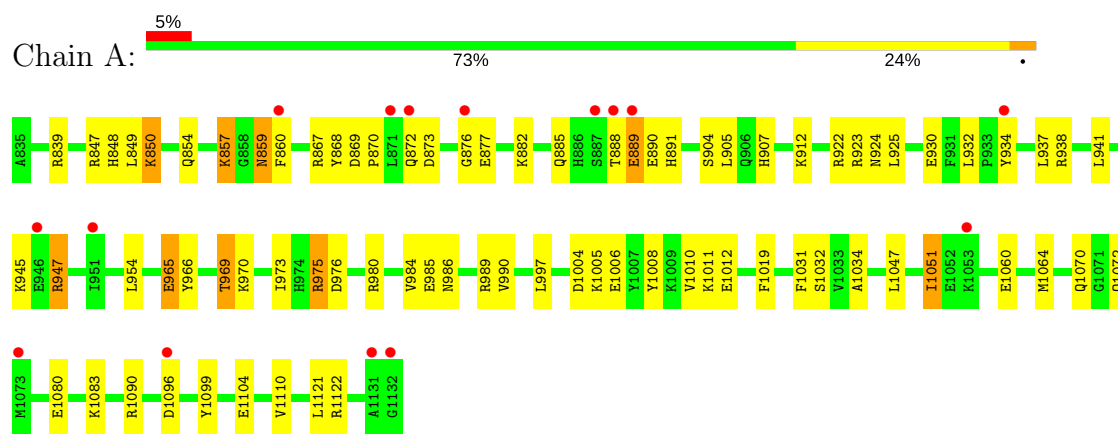 5%
Chain A:
73%
24%
•
A835 R839 R847 H848 L849 K850 Q854 K857 G858 N859 F860 R867 Y868 D869 P870 L871 Q872 D873 G876 E877 K882 Q885 H886 S887 T888 E889 E890 H891 S904 L905 Q906 H907 K912 R922 R923 N924 L925 E930 F931 L932 P933 Y934 L937 R938 L941
K945 E946 R947 I951 L954 E965 Y966 T969 K970 I973 H974 R975 D976 R980 V984 E985 N986 R989 V990 L997 D1004 K1005 E1006 Y1007 Y1008 K1009 V1010 K1011 E1012 F1019 F1031 S1032 V1033 A1034 L1047 I1051 E1052 K1053 E1060 M1064 Q1070 G1071
M1073 E1080 K1083 R1090 D1096 Y1099 E1104 V1110 L1121 R1122 A1131 G1132